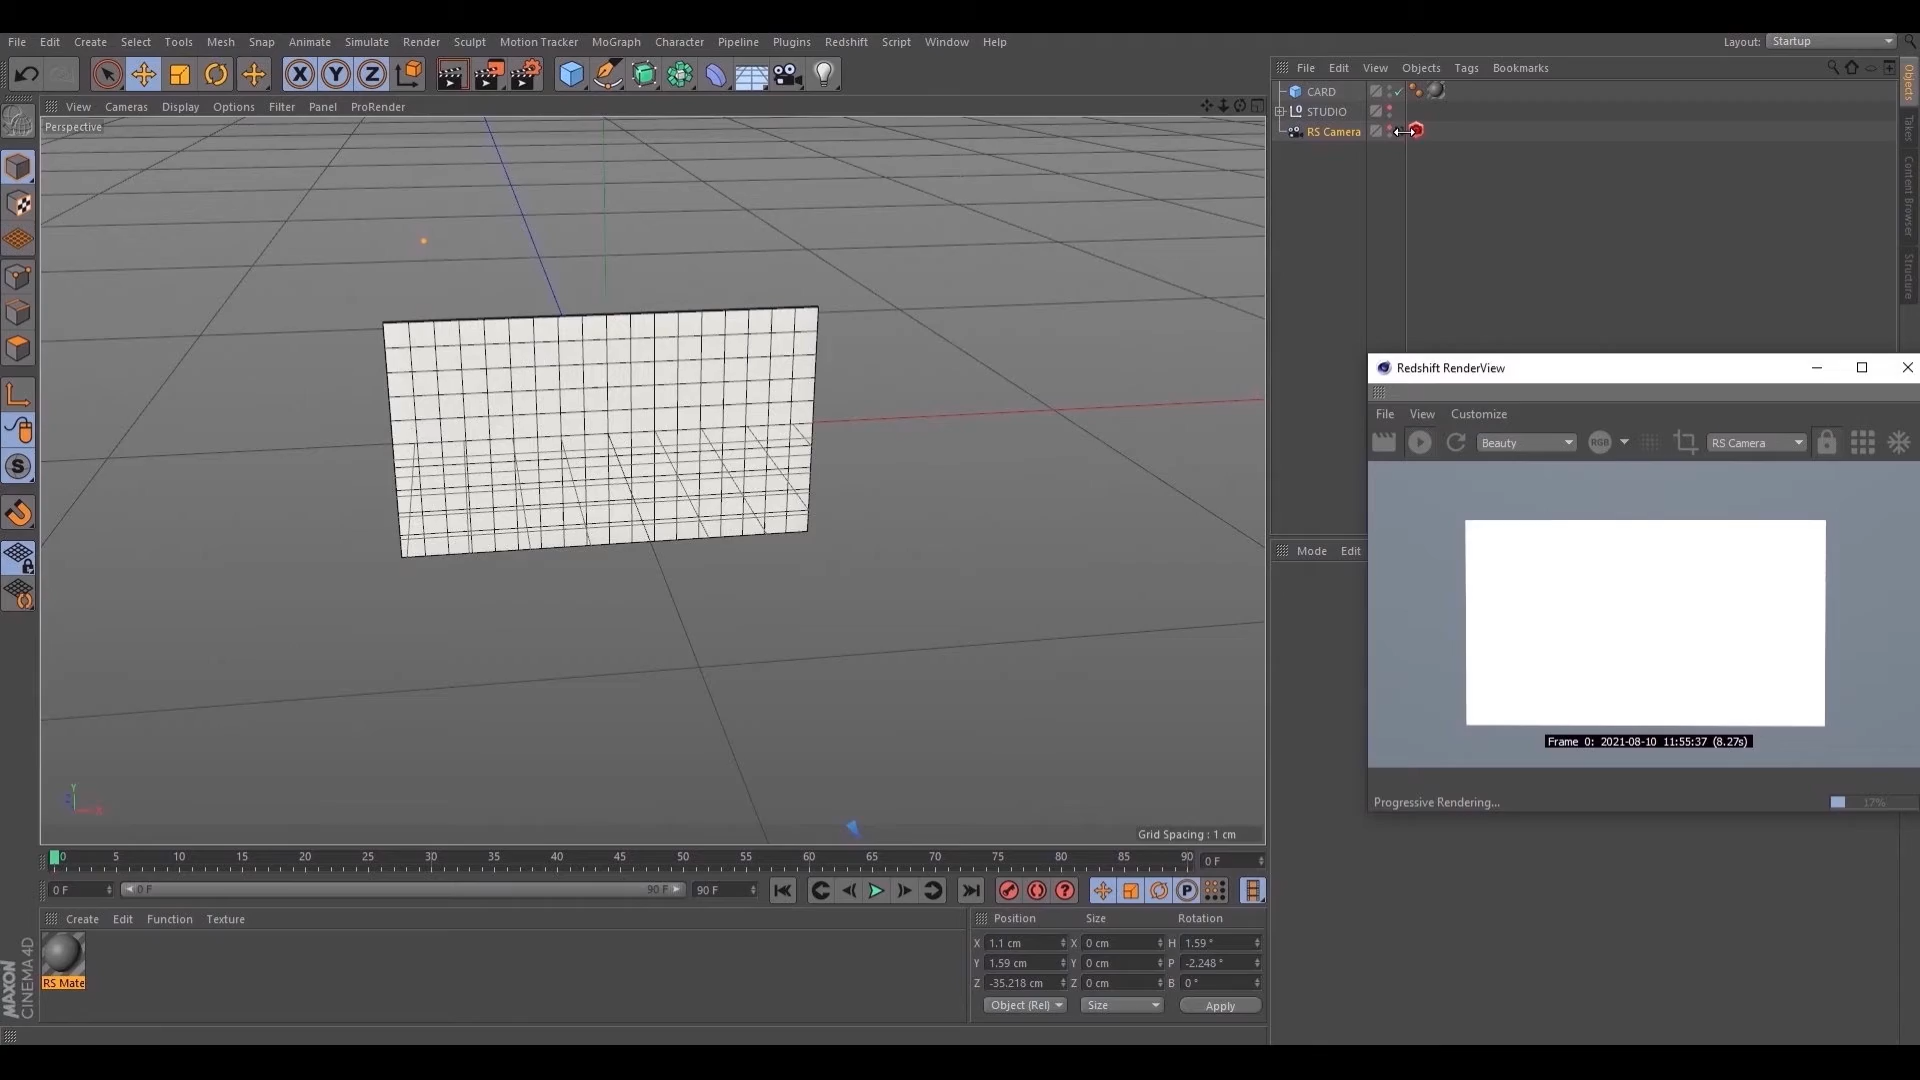 File Edit Create Select Tools Mesh Snap Animate Simulate Render Sculpt Motion Tracker MoGraph Character Pipeline Plugins Redshift Script Window Help
Layout: Startup
X Y Z
File Edit View Objects Tags Bookmarks
View Cameras Display Options Filter Panel ProRender
Perspective
CARD
STUDIO
RS Camera
Objects
Takes
Content Browser
Structure
Redshift RenderView
File View Customize
Beauty
RGB
RS Camera
Mode Edit
Frame 0: 2021-08-10 11:55:37 (8.27s)
Progressive Rendering...
17%
Y
Z
X
Grid Spacing : 1 cm
0 5 10 15 20 25 30 35 40 45 50 55 60 65 70 75 80 85 90 0 F
0 F 0 F 90 F 90 F
P
Create Edit Function Texture
Position Size Rotation
X 1.1 cm X 0 cm H 1.59 °
Y 1.59 cm Y 0 cm P -2.248 °
Z -35.218 cm Z 0 cm B 0 °
Object (Rel) Size Apply
RS Mate
MAXON
CINEMA 4D